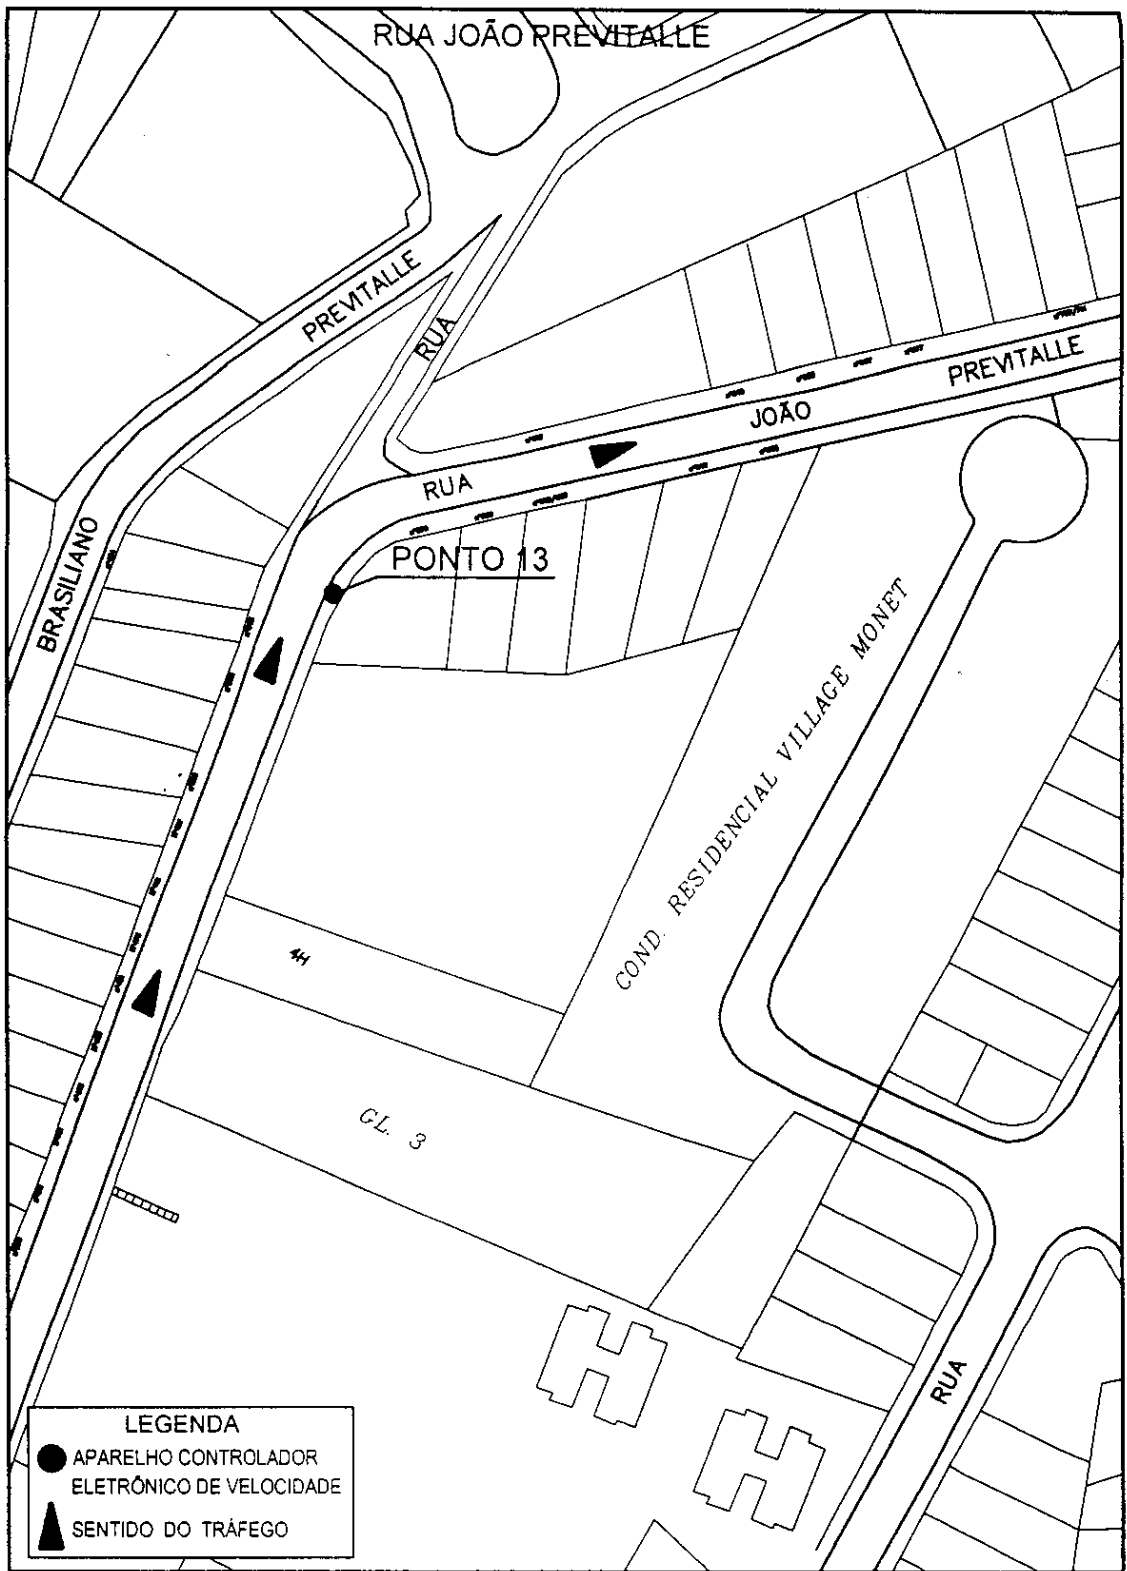 RUA JOÃO PREVITALLE
PREVITALLE
RUA
PREVITALLE
JOÃO
RUA
PONTO 13
BRASILIANO
COND. RESIDENCIAL VILLAGE MONET
4H
GL. 3
RUA
LEGENDA
APARELHO CONTROLADOR
ELETRÔNICO DE VELOCIDADE
SENTIDO DO TRÁFEGO